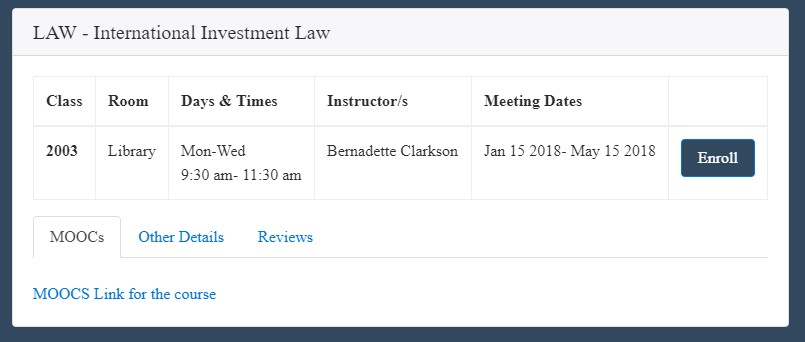 LAW - International Investment Law
Class Room Days & Times Instructor/s Meeting Dates
2003 Library Mon-Wed Bernadette Clarkson Jan 15 2018- May 15 2018 Enroll
9:30 am- 11:30 am
MOOCs Other Details Reviews
MOOCS Link for the course